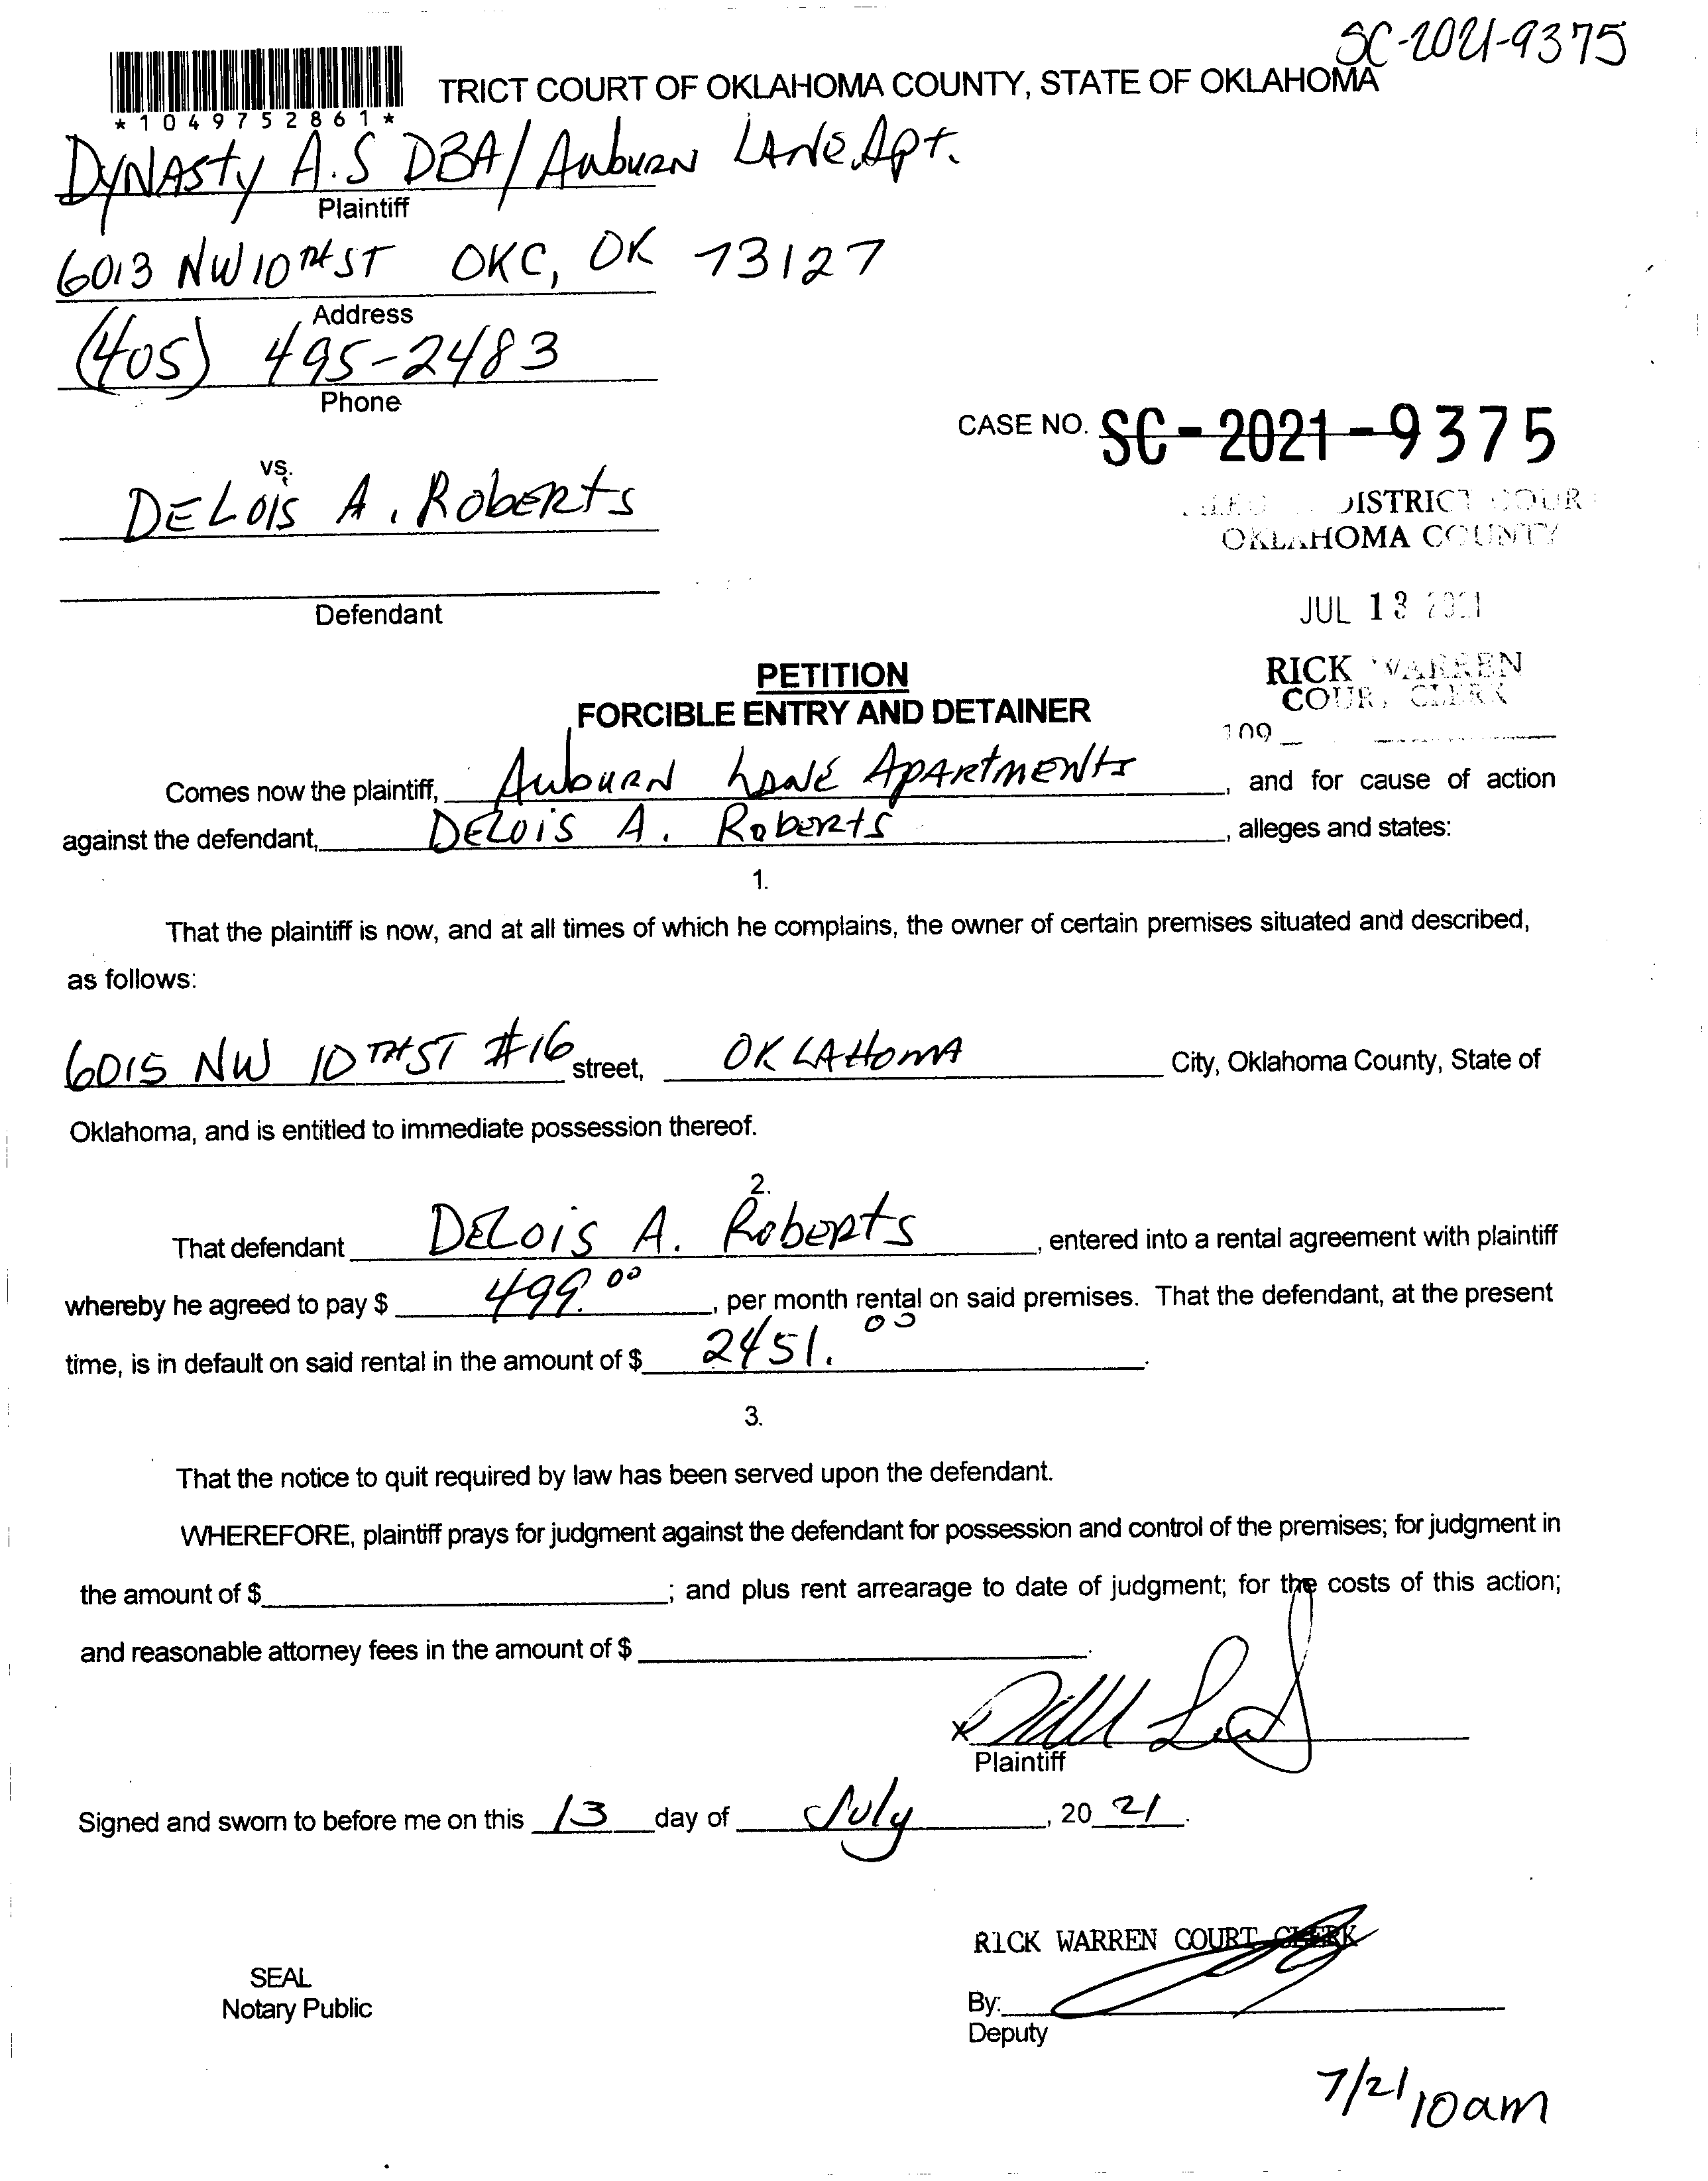 SC-2021-9375
TRICT COURT OF OKLAHOMA COUNTY, STATE OF OKLAHOMA
*1049752861*
DYNASTY A.S DBA/ AubuRN LANE Apt.
Plaintiff
6013 NW 10TH ST OKC, OK 73127
Address
(405) 495-2483
Phone
CASE NO. SC-2021-9375
vs.
DELOIS A. RobERts
DISTRICT COURT
OKLAHOMA COUNTY
Defendant
JUL 13 2021
RICK WARREN
COURT CLERK
109
PETITION
FORCIBLE ENTRY AND DETAINER
Comes now the plaintiff, AubuRN LANE ApARtmENts, and for cause of action
against the defendant, DELOIS A. RobERts, alleges and states:
1.
That the plaintiff is now, and at all times of which he complains, the owner of certain premises situated and described,
as follows:
6015 NW 10TH ST #16 street, OKLAHomA City, Oklahoma County, State of
Oklahoma, and is entitled to immediate possession thereof.
2.
That defendant DELOIS A. RobERts, entered into a rental agreement with plaintiff
whereby he agreed to pay $ 499.00, per month rental on said premises. That the defendant, at the present
time, is in default on said rental in the amount of $ 2451.00.
3.
That the notice to quit required by law has been served upon the defendant.
WHEREFORE, plaintiff prays for judgment against the defendant for possession and control of the premises; for judgment in
the amount of $ ; and plus rent arrearage to date of judgment; for the costs of this action;
and reasonable attorney fees in the amount of $ .
x
Plaintiff
Signed and sworn to before me on this 13 day of July, 20 21.
RICK WARREN COURT CLERK
SEAL
Notary Public
By:
Deputy
7/21 10am